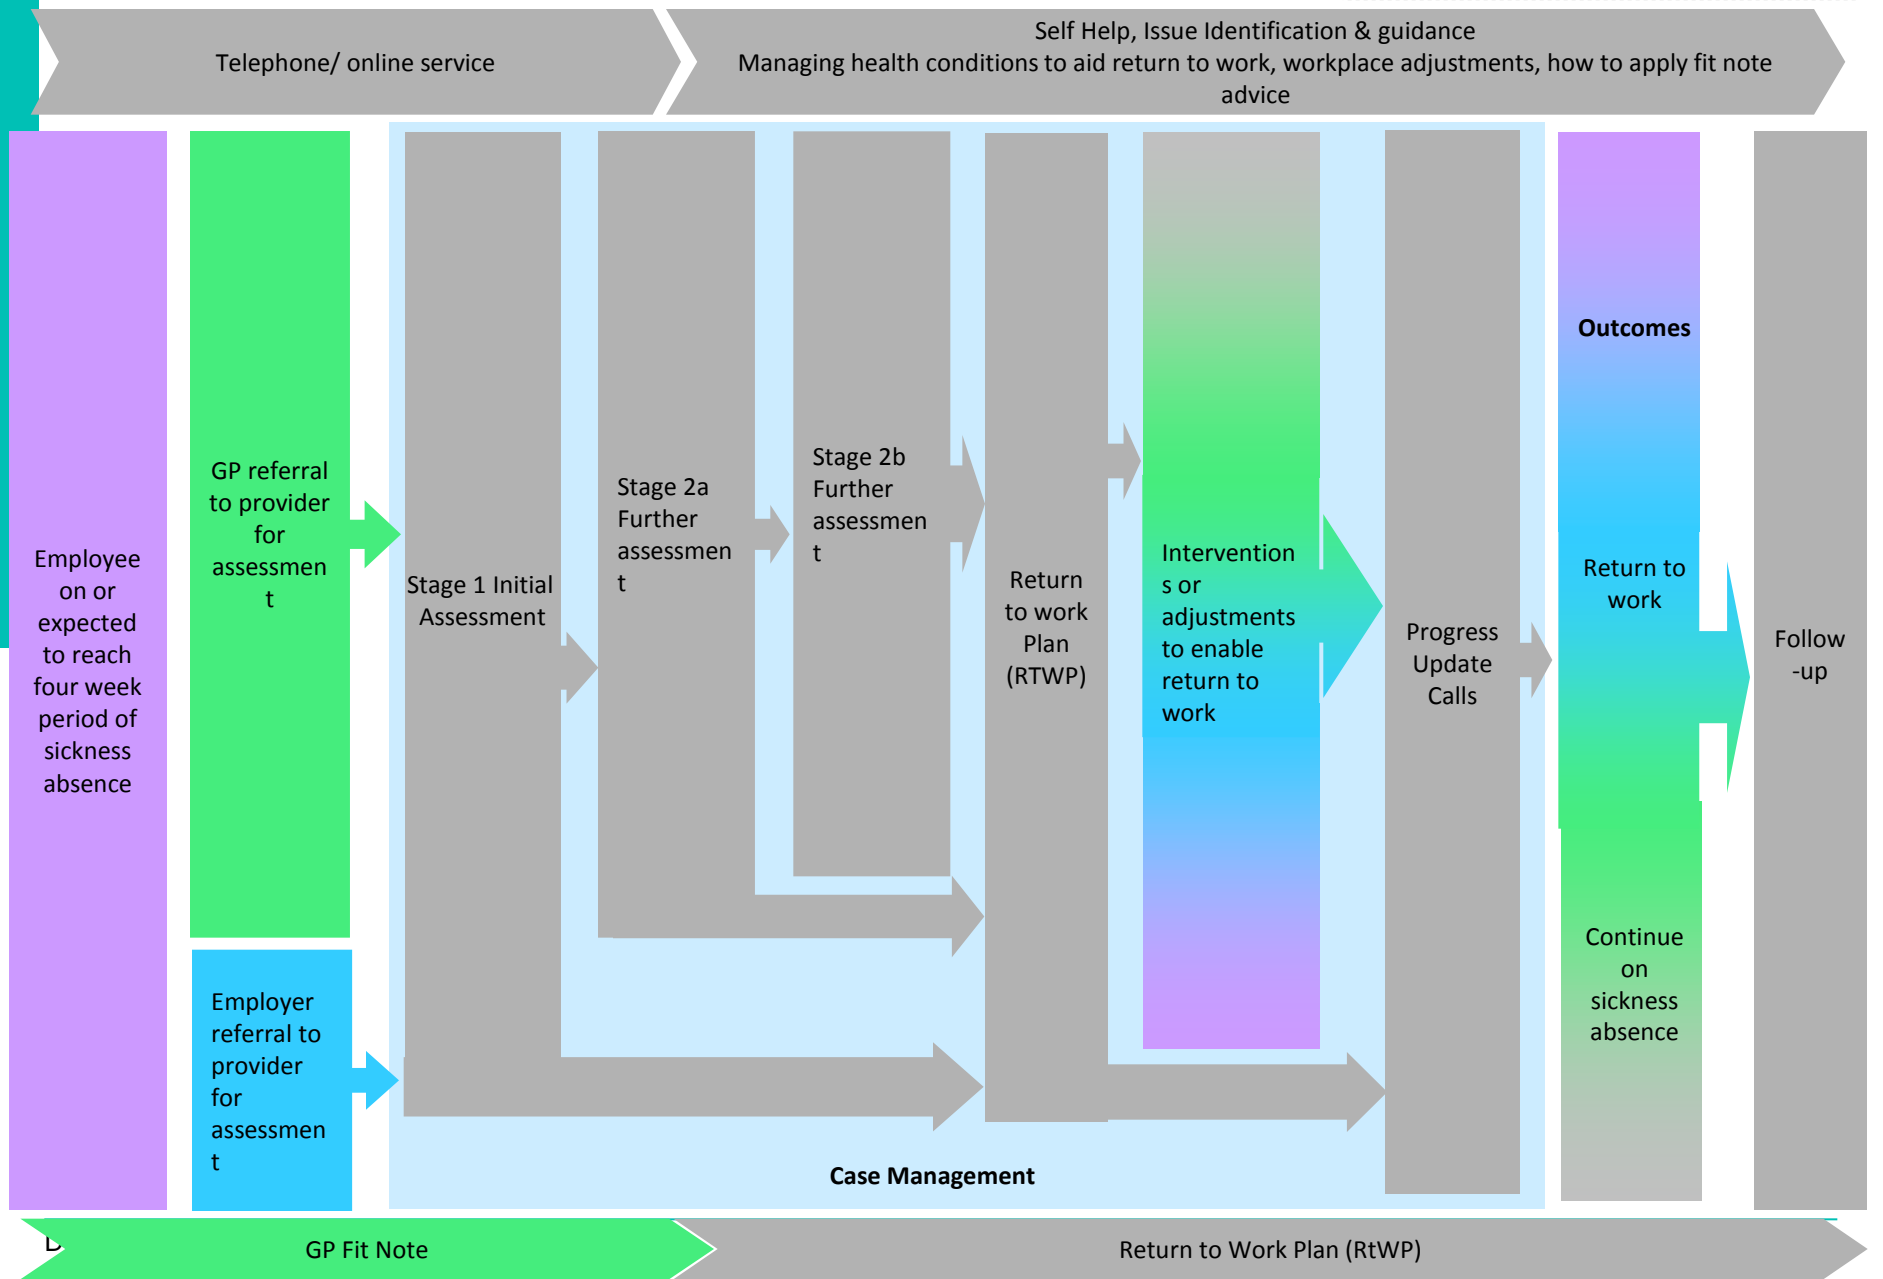 Telephone/ online service
Self Help, Issue Identification & guidance
Managing health conditions to aid return to work, workplace adjustments, how to apply fit note
advice
Employee
on or
expected
to reach
four week
period of
sickness
absence
GP referral
to provider
for
assessmen
t
Employer
referral to
provider
for
assessmen
t
Stage 1 Initial
Assessment
Stage 2a
Further
assessmen
t
Stage 2b
Further
assessmen
t
Return
to work
Plan
(RTWP)
Intervention
s or
adjustments
to enable
return to
work
Progress
Update
Calls
Outcomes
Return to
work
Continue
on
sickness
absence
Follow
-up
Case Management
GP Fit Note
Return to Work Plan (RtWP)